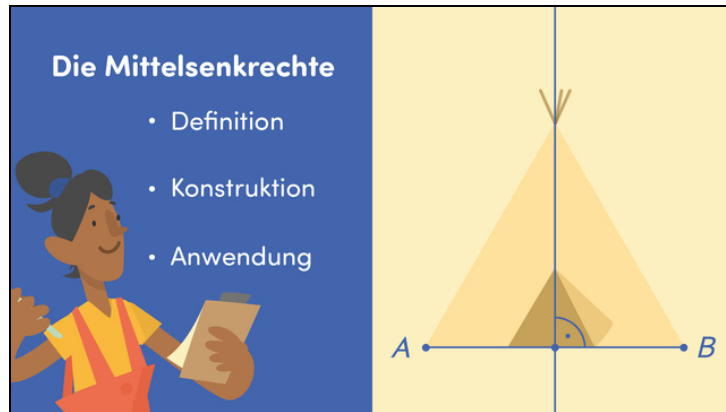 Die Mittelsenkrechte
• Definition
• Konstruktion
• Anwendung
A B